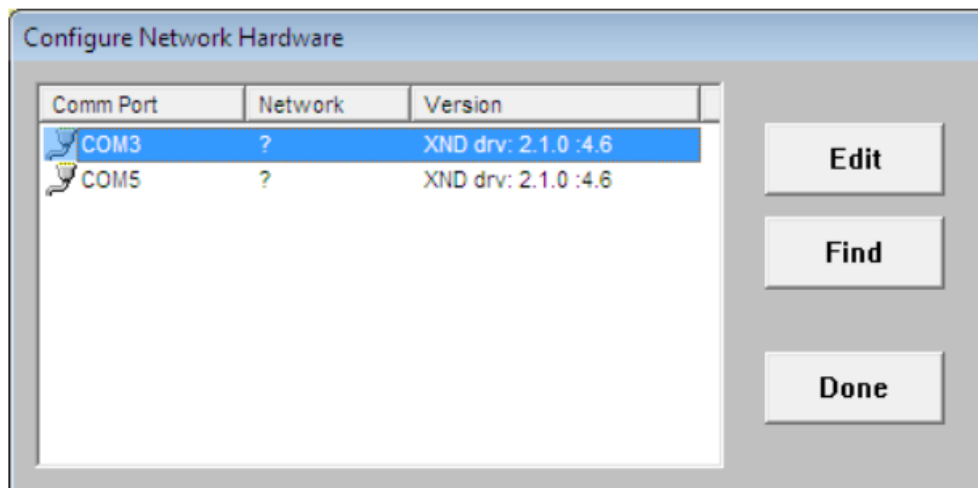 Configure Network Hardware
Comm Port Network Version
COM3 ? XND drv: 2.1.0 :4.6
COM5 ? XND drv: 2.1.0 :4.6
Edit
Find
Done